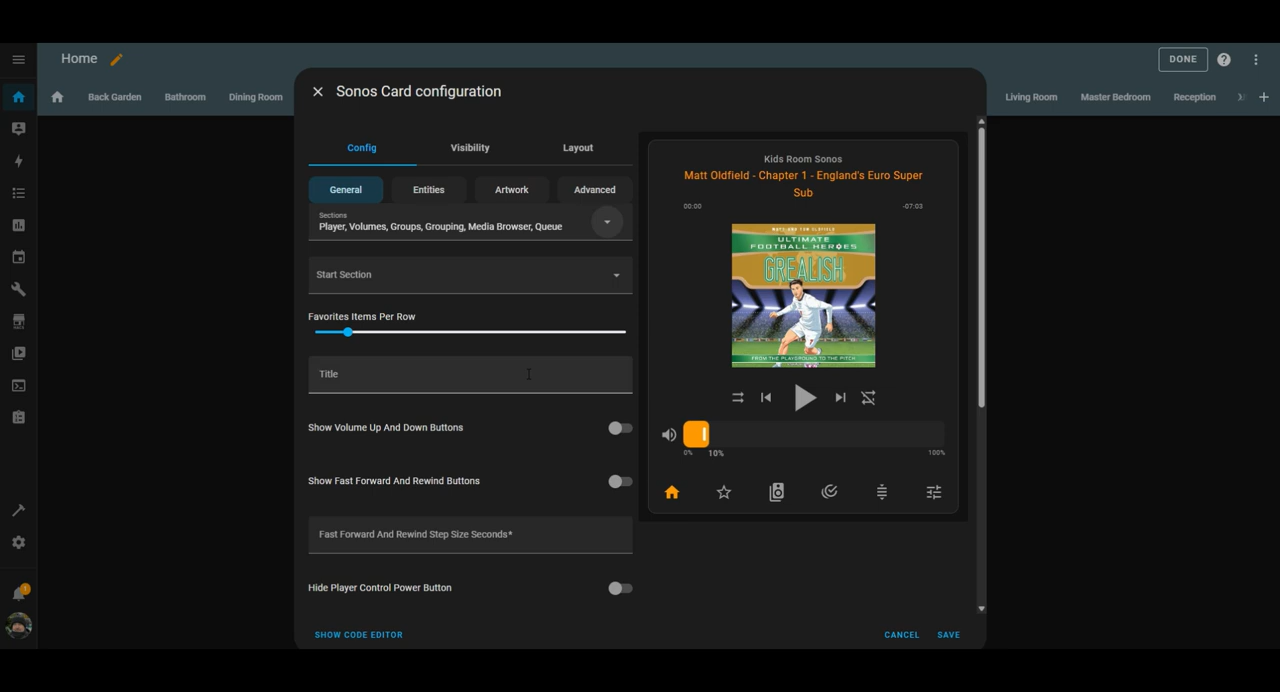 Home
DONE
Back Garden
Bathroom
Dining Room
Living Room
Master Bedroom
Reception
Sonos Card configuration
Config
Visibility
Layout
General
Entities
Artwork
Advanced
Sections
Player, Volumes, Groups, Grouping, Media Browser, Queue
Start Section
Favorites Items Per Row
Title
Show Volume Up And Down Buttons
Show Fast Forward And Rewind Buttons
Fast Forward And Rewind Step Size Seconds*
Hide Player Control Power Button
SHOW CODE EDITOR
CANCEL
SAVE
Kids Room Sonos
Matt Oldfield - Chapter 1 - England's Euro Super
Sub
00:00
-07:03
MATT AND TOM OLDFIELD
ULTIMATE
FOOTBALL HEROES
GREALISH
FROM THE PLAYGROUND TO THE PITCH
0%
10%
100%